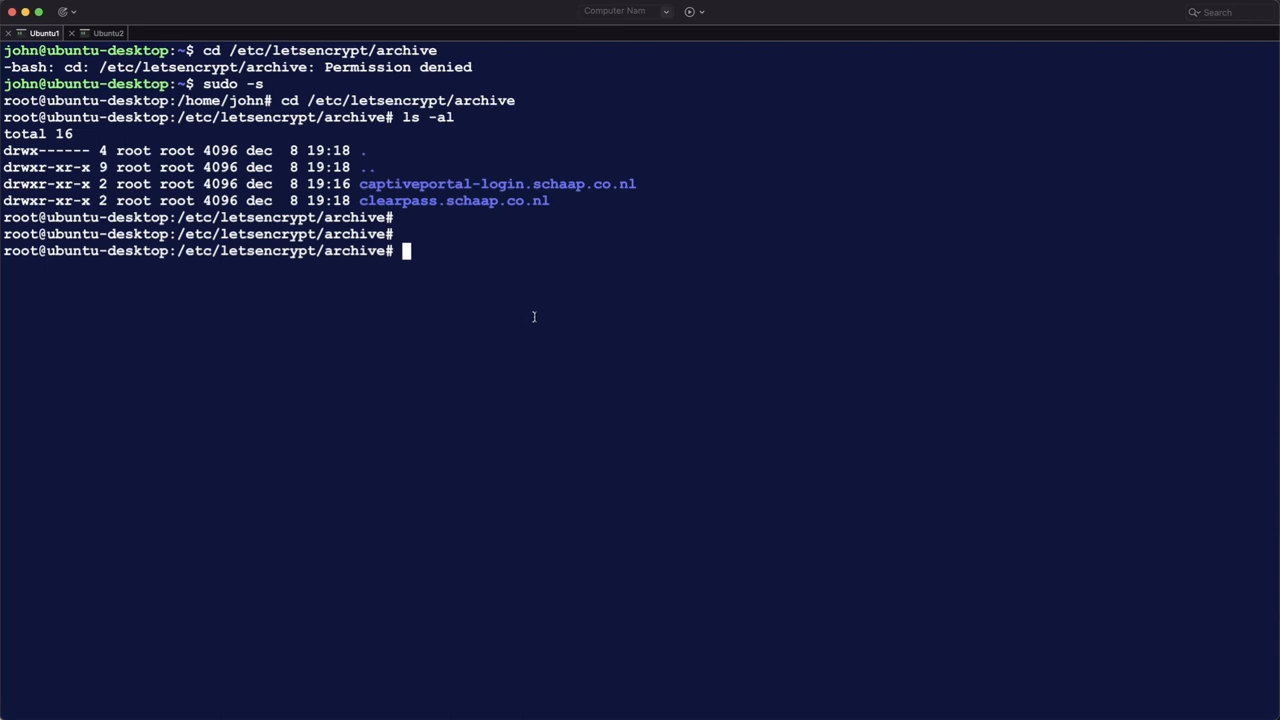 Computer Nam
Search
Ubuntu1
Ubuntu2
john@ubuntu-desktop:~$ cd /etc/letsencrypt/archive
-bash: cd: /etc/letsencrypt/archive: Permission denied
john@ubuntu-desktop:~$ sudo -s
root@ubuntu-desktop:/home/john# cd /etc/letsencrypt/archive
root@ubuntu-desktop:/etc/letsencrypt/archive# ls -al
total 16
drwx------ 4 root root 4096 dec  8 19:18 .
drwxr-xr-x 9 root root 4096 dec  8 19:18 ..
drwxr-xr-x 2 root root 4096 dec  8 19:16 captiveportal-login.schaap.co.nl
drwxr-xr-x 2 root root 4096 dec  8 19:18 clearpass.schaap.co.nl
root@ubuntu-desktop:/etc/letsencrypt/archive#
root@ubuntu-desktop:/etc/letsencrypt/archive#
root@ubuntu-desktop:/etc/letsencrypt/archive#